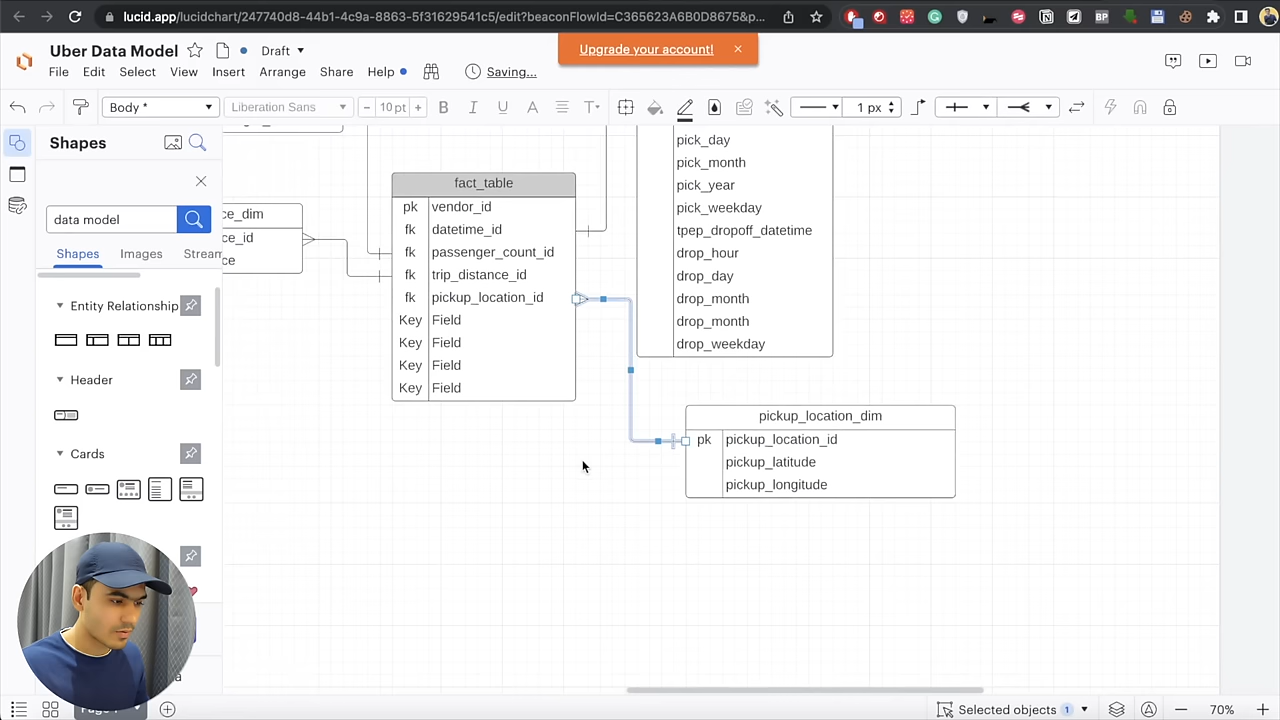 lucid.app/lucidchart/247740d8-44b1-4c9a-8863-5f31629541c5/edit?beaconFlowId=C365623A6B0D8675&p...
Uber Data Model
Draft
Upgrade your account!
File Edit Select View Insert Arrange Share Help
Saving...
Body *
Liberation Sans
− 10 pt +
B I U A
1 px
Shapes
data model
Shapes Images Stream
Entity Relationship
Header
Cards
ce_dim
ce_id
ce
fact_table
pk vendor_id
fk datetime_id
fk passenger_count_id
fk trip_distance_id
fk pickup_location_id
Key Field
Key Field
Key Field
Key Field
pick_day
pick_month
pick_year
pick_weekday
tpep_dropoff_datetime
drop_hour
drop_day
drop_month
drop_month
drop_weekday
pickup_location_dim
pk pickup_location_id
pickup_latitude
pickup_longitude
Selected objects 1
70%